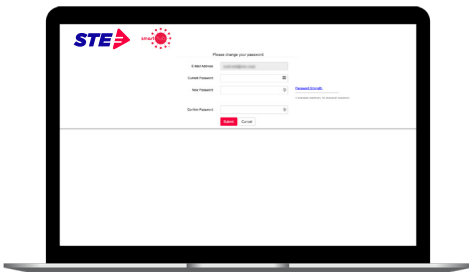 STE
smart
Please change your password
E-Mail Address
Current Password
New Password
Password Strength
Confirm Password
Submit Cancel